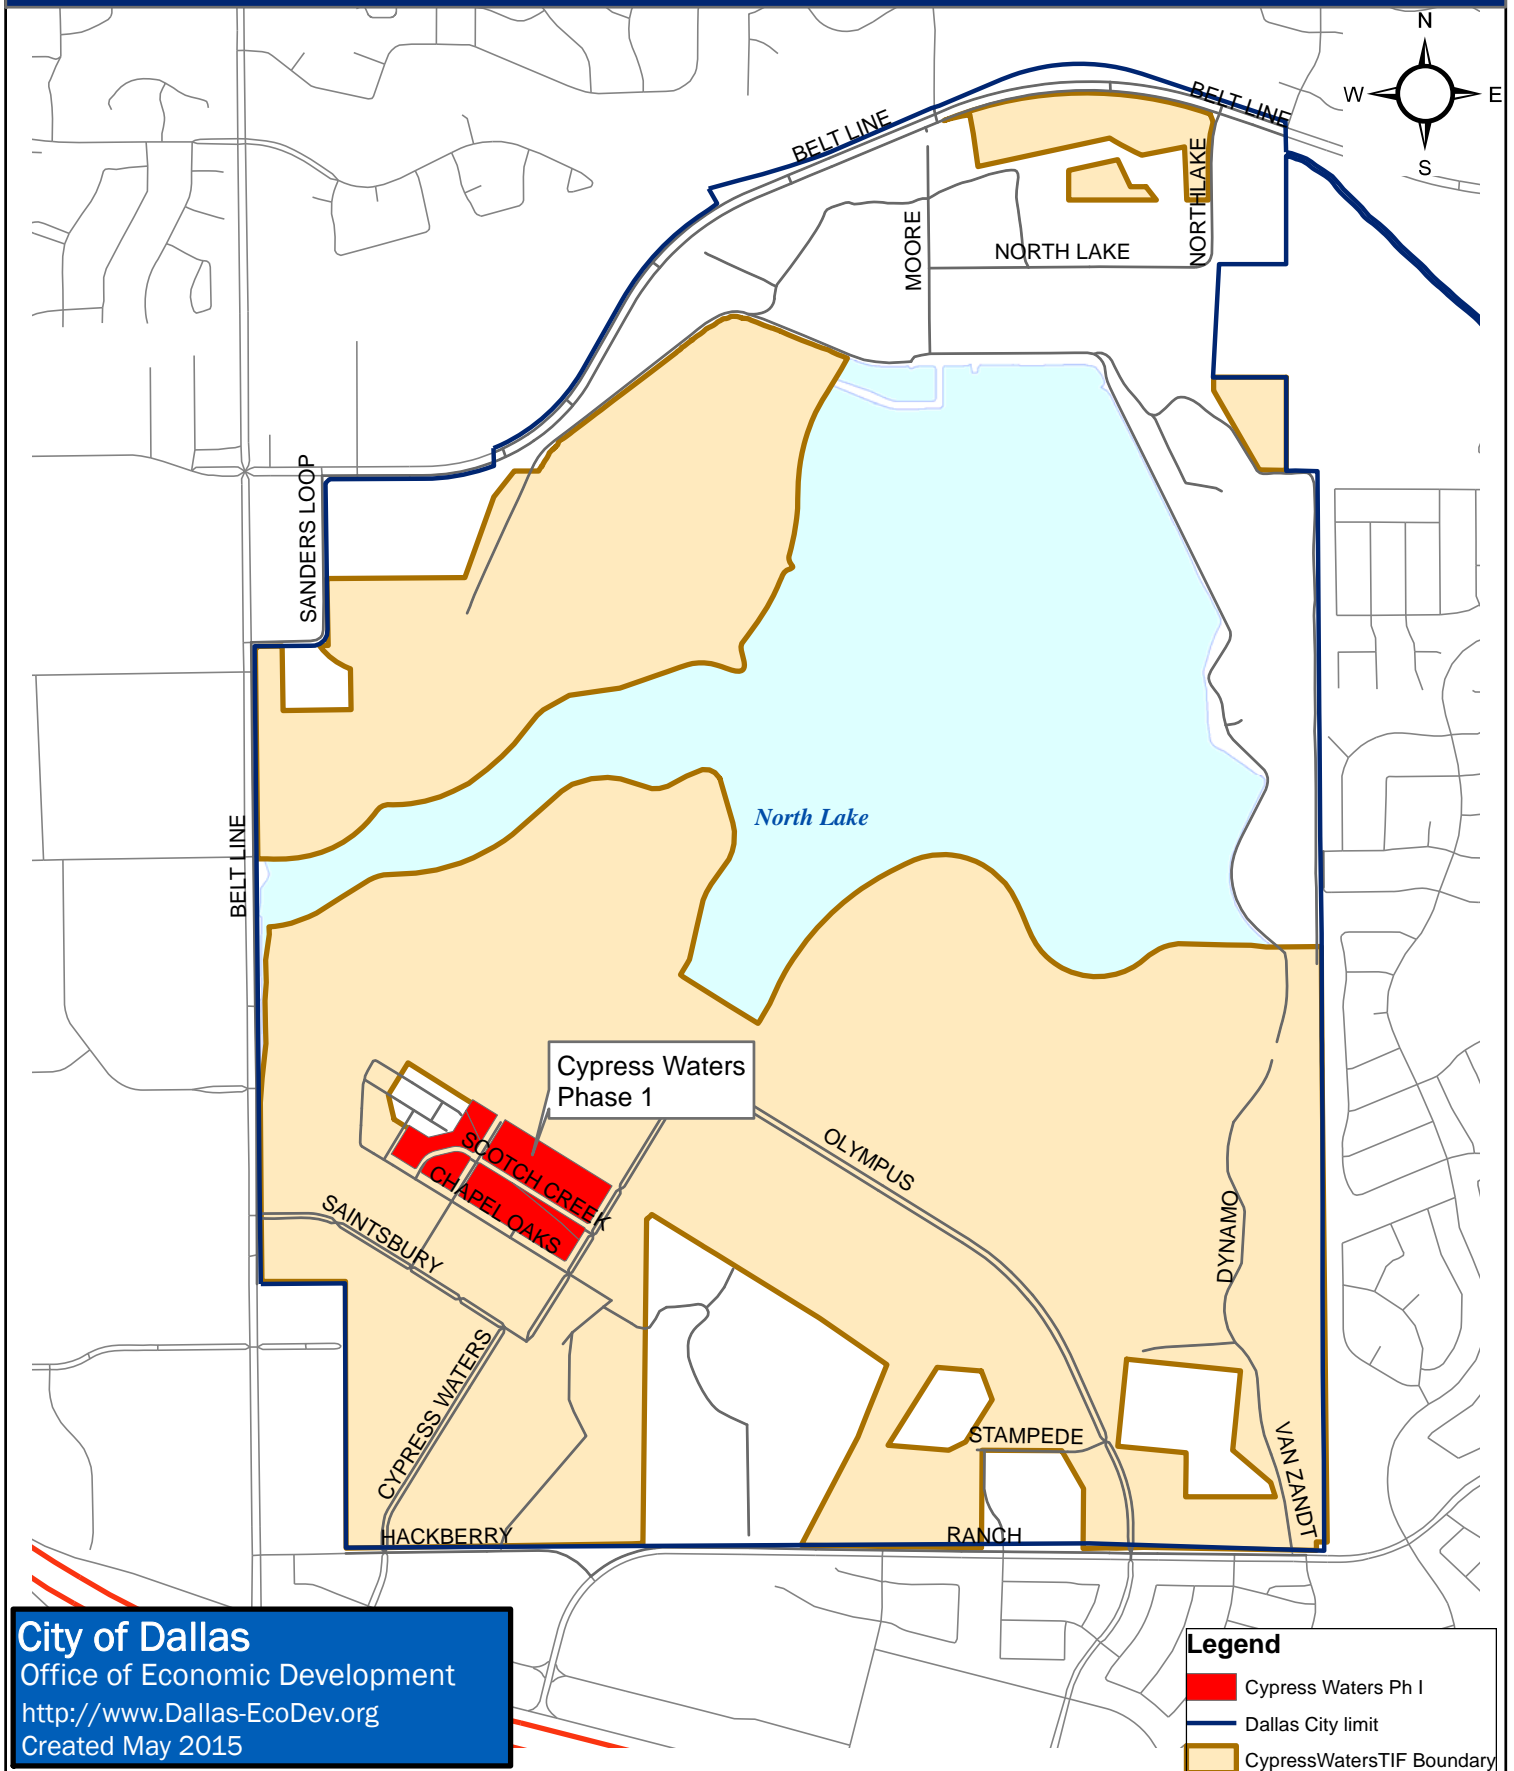 N
W
E
S
BELT LINE
BELT LINE
NORTHLAKE
MOORE
NORTH LAKE
SANDERS LOOP
North Lake
BELT LINE
Cypress Waters
Phase 1
SCOTCH CREEK
OLYMPUS
CHAPEL OAKS
SAINTSBURY
DYNAMO
CYPRESS WATERS
STAMPEDE
VAN ZANDT
HACKBERRY
RANCH
City of Dallas
Office of Economic Development
http://www.Dallas-EcoDev.org
Created May 2015
Legend
Cypress Waters Ph I
Dallas City limit
CypressWatersTIF Boundary